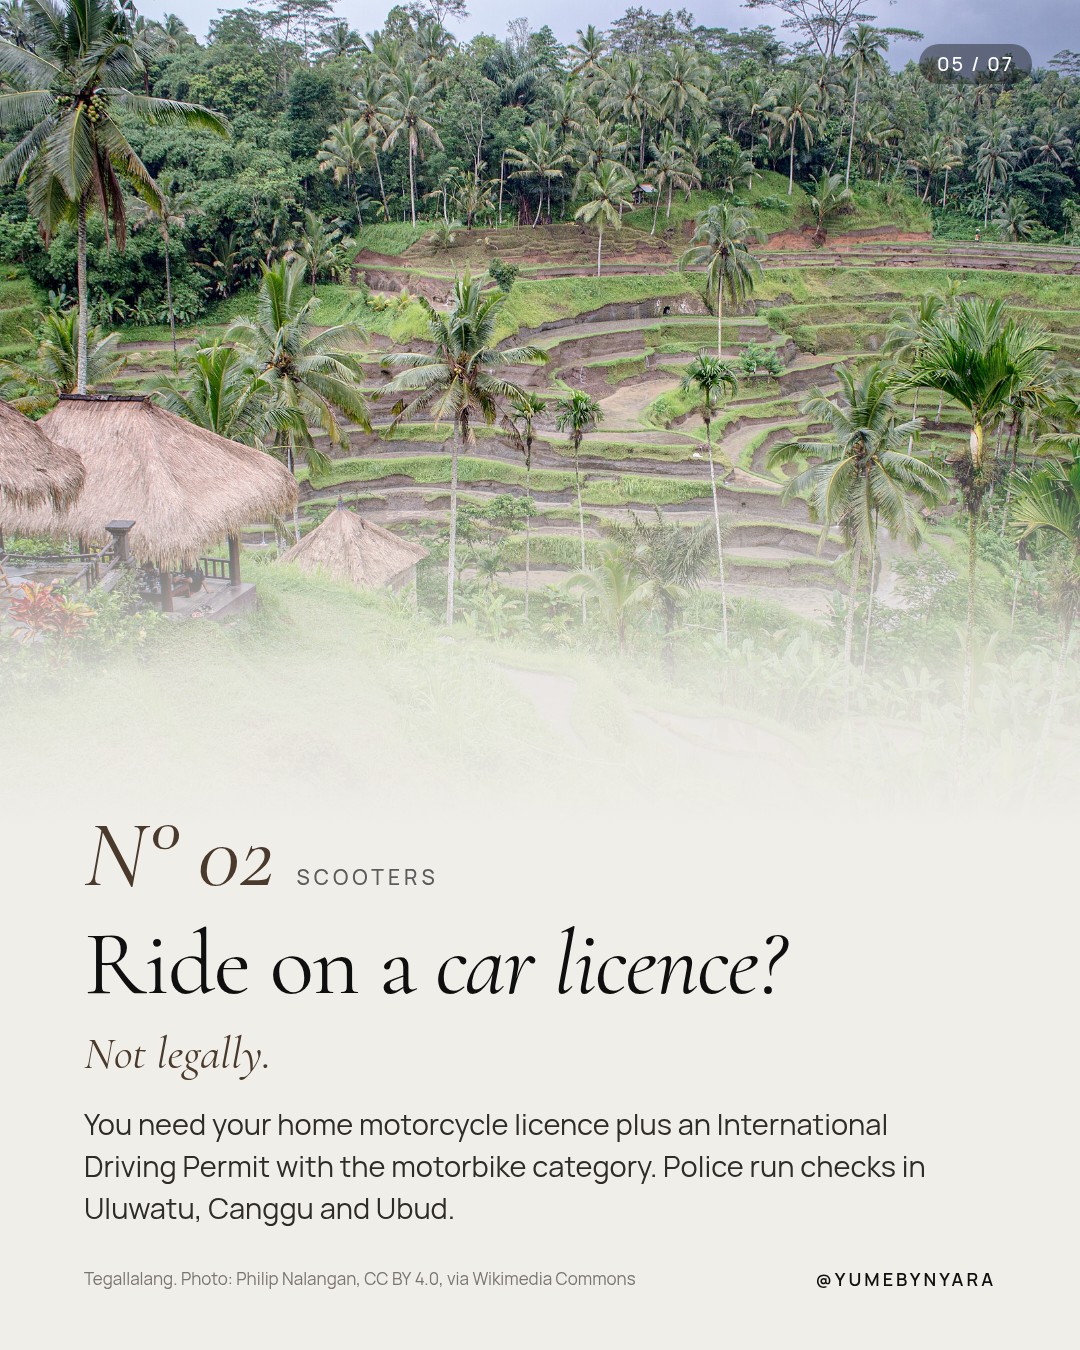 05 / 07
Nº 02 SCOOTERS
Ride on a car licence?
Not legally.
You need your home motorcycle licence plus an International
Driving Permit with the motorbike category. Police run checks in
Uluwatu, Canggu and Ubud.
Tegallalang. Photo: Philip Nalangan, CC BY 4.0, via Wikimedia Commons
@YUMEBYNYARA